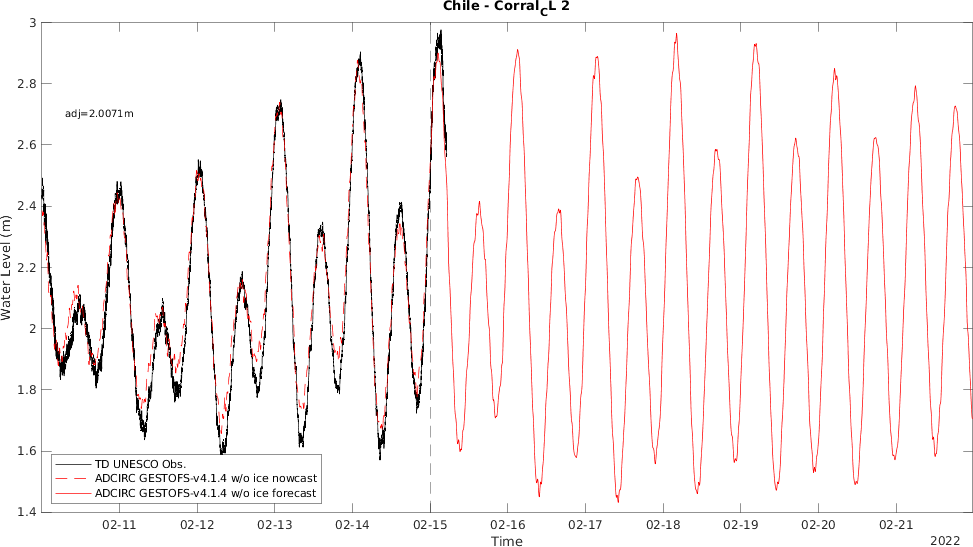 Chile - Corral_CL 2
3
2.8
2.6
2.4
2.2
2
1.8
1.6
1.4
Water Level (m)
adj=2.0071m
TD UNESCO Obs.
ADCIRC GESTOFS-v4.1.4 w/o ice nowcast
ADCIRC GESTOFS-v4.1.4 w/o ice forecast
02-11 02-12 02-13 02-14 02-15 02-16 02-17 02-18 02-19 02-20 02-21
Time
2022